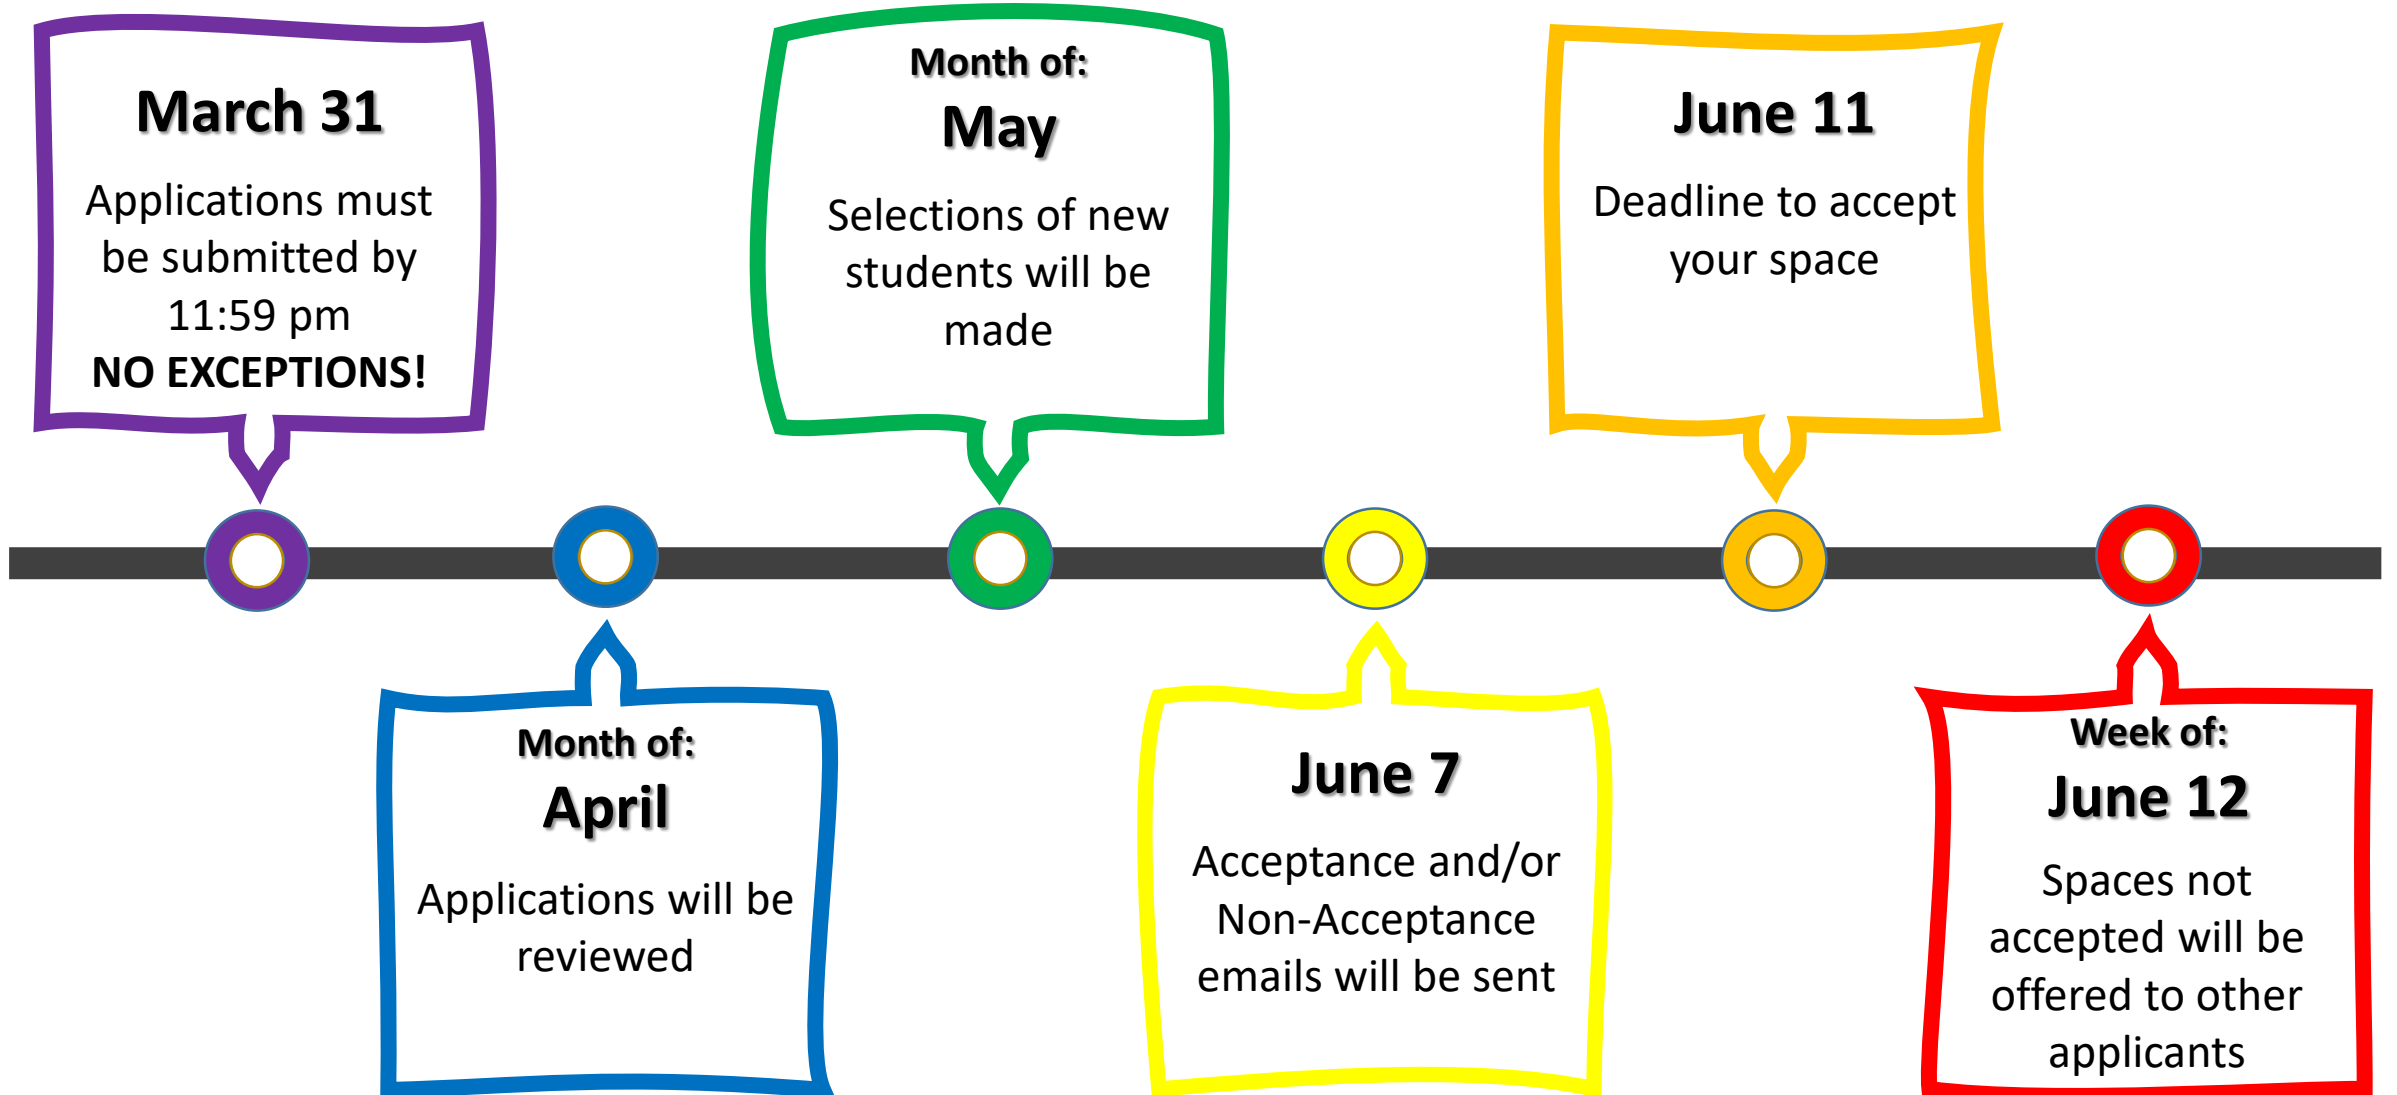 March 31
Applications must
be submitted by
11:59 pm
NO EXCEPTIONS!
Month of:
April
Applications will be
reviewed
Month of:
May
Selections of new
students will be
made
June 7
Acceptance and/or
Non-Acceptance
emails will be sent
June 11
Deadline to accept
your space
Week of:
June 12
Spaces not
accepted will be
offered to other
applicants